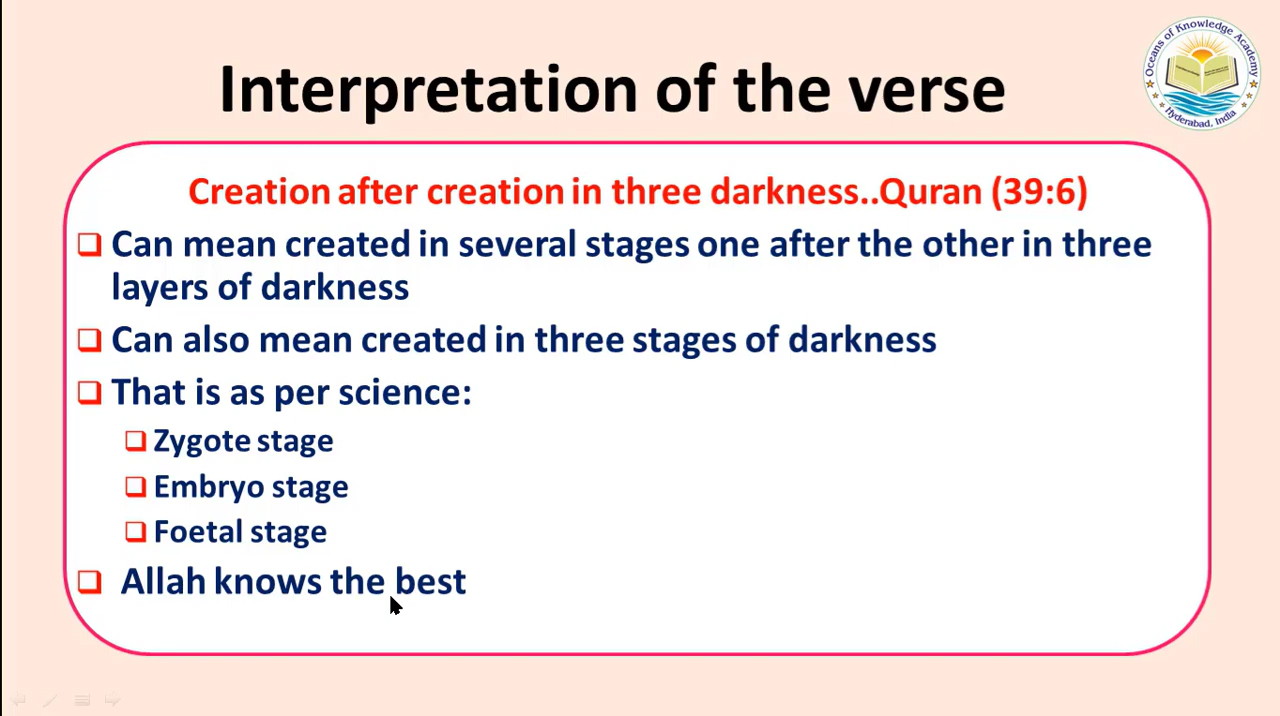 Interpretation of the verse
Oceans of Knowledge Academy
Hyderabad, India
Creation after creation in three darkness..Quran (39:6)
Can mean created in several stages one after the other in three
layers of darkness
Can also mean created in three stages of darkness
That is as per science:
Zygote stage
Embryo stage
Foetal stage
Allah knows the best